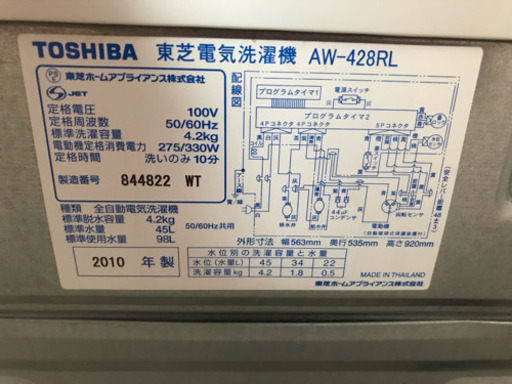 TOSHIBA 東芝電気洗濯機 AW-428RL
東芝ホームアプライアンス株式会社
JET
定格電圧 100V
定格周波数 50/60Hz
標準洗濯容量 4.2kg
電動機定格消費電力 275/330W
定格時間 洗いのみ10分
製造番号 844822 WT
種類 全自動電気洗濯機
標準脱水容量 4.2kg
標準水量 45L
標準使用水量 98L
2010 年製
配線図
電源スイッチ
プログラムタイマ1
プログラムタイマ2
4Pコネクタ 4Pコネクタ 5Pコネクタ
排水弁 給水弁
44μF
コンデンサ
電動機
回転センサ
50/60Hz共用
外形寸法 幅563mm 奥行535mm 高さ920mm
水位別の洗濯容量と水量
水位(水量L) 45 34 22
洗濯容量kg 4.2 1.8 0.5
MADE IN THAILAND
東芝ホームアプライアンス株式会社